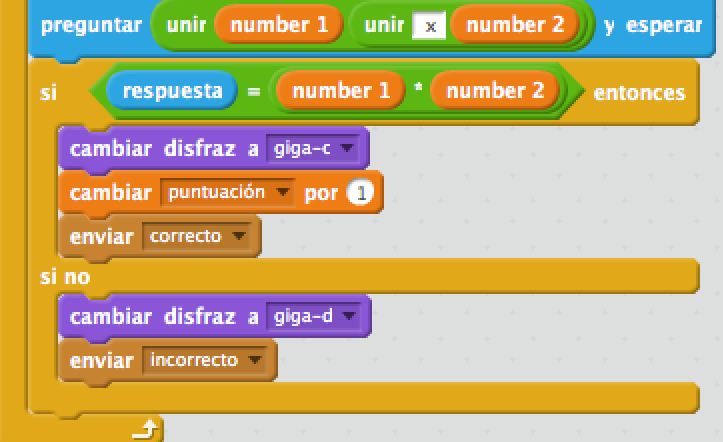 preguntar unir number 1 unir x number 2 y esperar
si respuesta = number 1 * number 2 entonces
cambiar disfraz a giga-c
cambiar puntuación por 1
enviar correcto
si no
cambiar disfraz a giga-d
enviar incorrecto